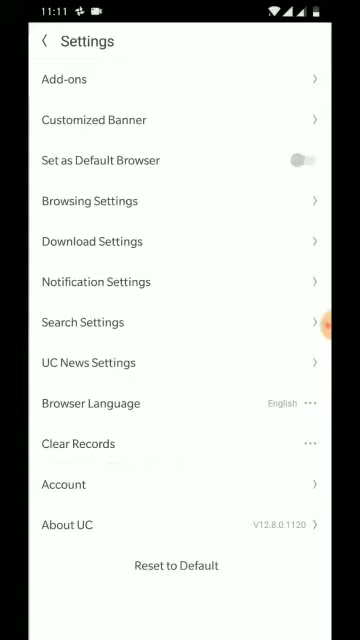 11:11
Settings
Add-ons
Customized Banner
Set as Default Browser
Browsing Settings
Download Settings
Notification Settings
Search Settings
UC News Settings
Browser Language English
Clear Records
Account
About UC V12.8.0.1120
Reset to Default